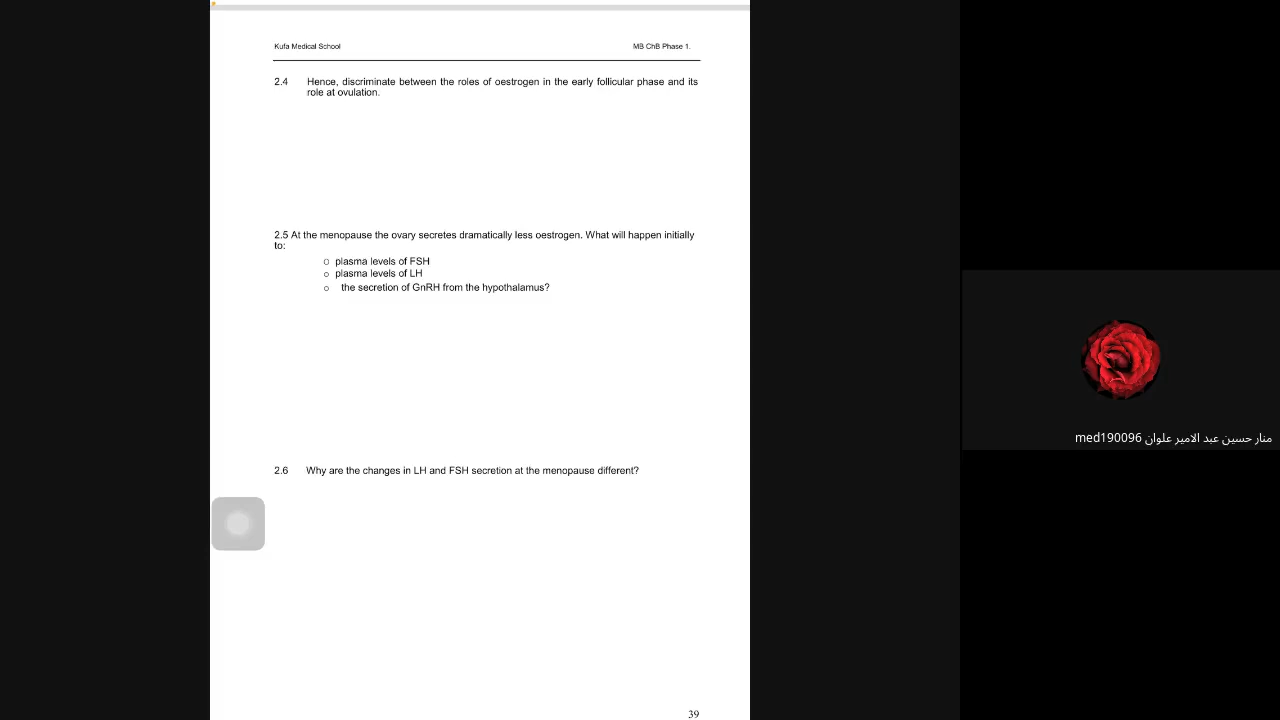 Kufa Medical School MB ChB Phase 1.
2.4 Hence, discriminate between the roles of oestrogen in the early follicular phase and its
role at ovulation.
2.5 At the menopause the ovary secretes dramatically less oestrogen. What will happen initially
to:
o plasma levels of FSH
o plasma levels of LH
o the secretion of GnRH from the hypothalamus?
2.6 Why are the changes in LH and FSH secretion at the menopause different?
39
منار حسين عبد الامير علوان med190096